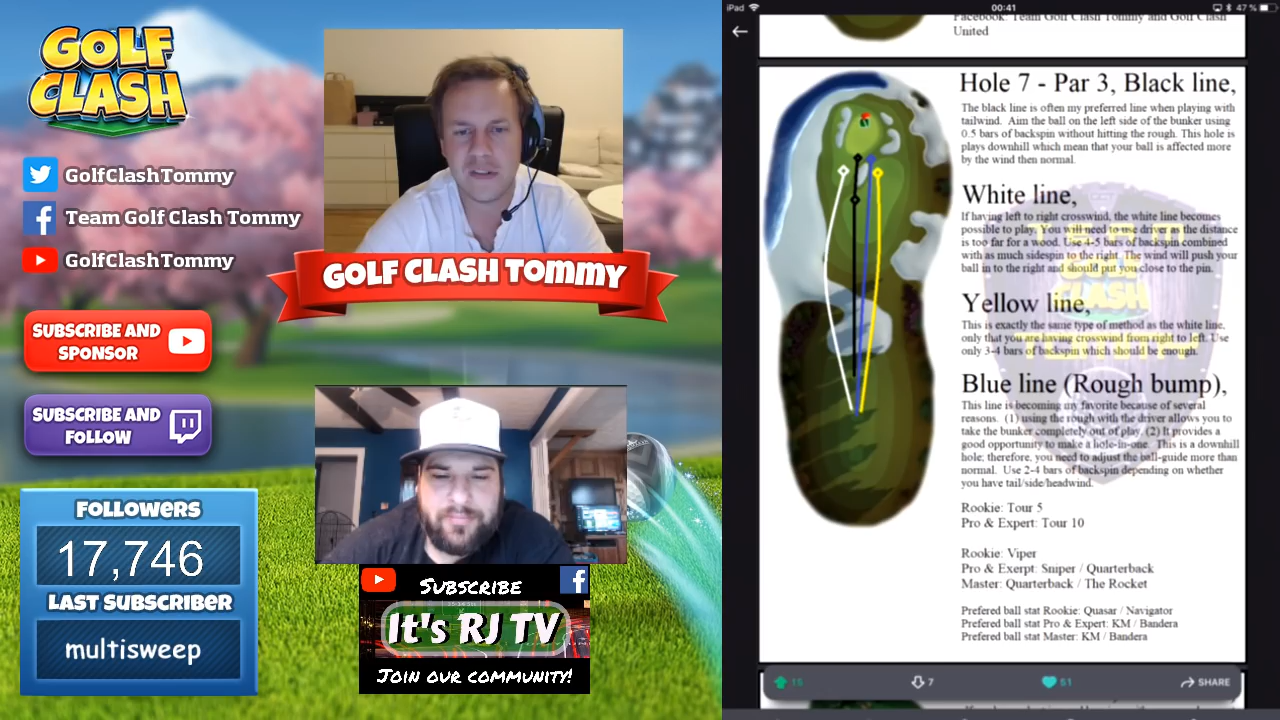 GOLF
CLASH
GolfClashTommy
Team Golf Clash Tommy
GolfClashTommy
SUBSCRIBE AND
SPONSOR
SUBSCRIBE AND
FOLLOW
FOLLOWERS
17,746
LAST SUBSCRIBER
multisweep
GOLF CLASH TOMMY
SUBSCRIBE
It's RJ TV
JOIN OUR COMMUNITY!
iPad
00:41
47 %
Facebook: Team Golf Clash Tommy and Golf Clash
United
Hole 7 - Par 3, Black line,
The black line is often my preferred line when playing with
tailwind. Aim the ball on the left side of the bunker using
0.5 bars of backspin without hitting the rough. This hole is
plays downhill which mean that your ball is affected more
by the wind then normal.
White line,
If having left to right crosswind, the white line becomes
possible to play. You will need to use driver as the distance
is too far for a wood. Use 4-5 bars of backspin combined
with as much sidespin to the right. The wind will push your
ball in to the right and should put you close to the pin.
Yellow line,
This is exactly the same type of method as the white line,
only that you are having crosswind from right to left. Use
only 3-4 bars of backspin which should be enough.
Blue line (Rough bump),
This line is becoming my favorite because of several
reasons. (1) using the rough with the driver allows you to
take the bunker completely out of play. (2) It provides a
good opportunity to make a hole-in-one. This is a downhill
hole; therefore, you need to adjust the ball-guide more than
normal. Use 2-4 bars of backspin depending on whether
you have tail/side/headwind.
Rookie: Tour 5
Pro & Expert: Tour 10
Rookie: Viper
Pro & Exerpt: Sniper / Quarterback
Master: Quarterback / The Rocket
Prefered ball stat Rookie: Quasar / Navigator
Prefered ball stat Pro & Expert: KM / Bandera
Prefered ball stat Master: KM / Bandera
15
7
51
SHARE